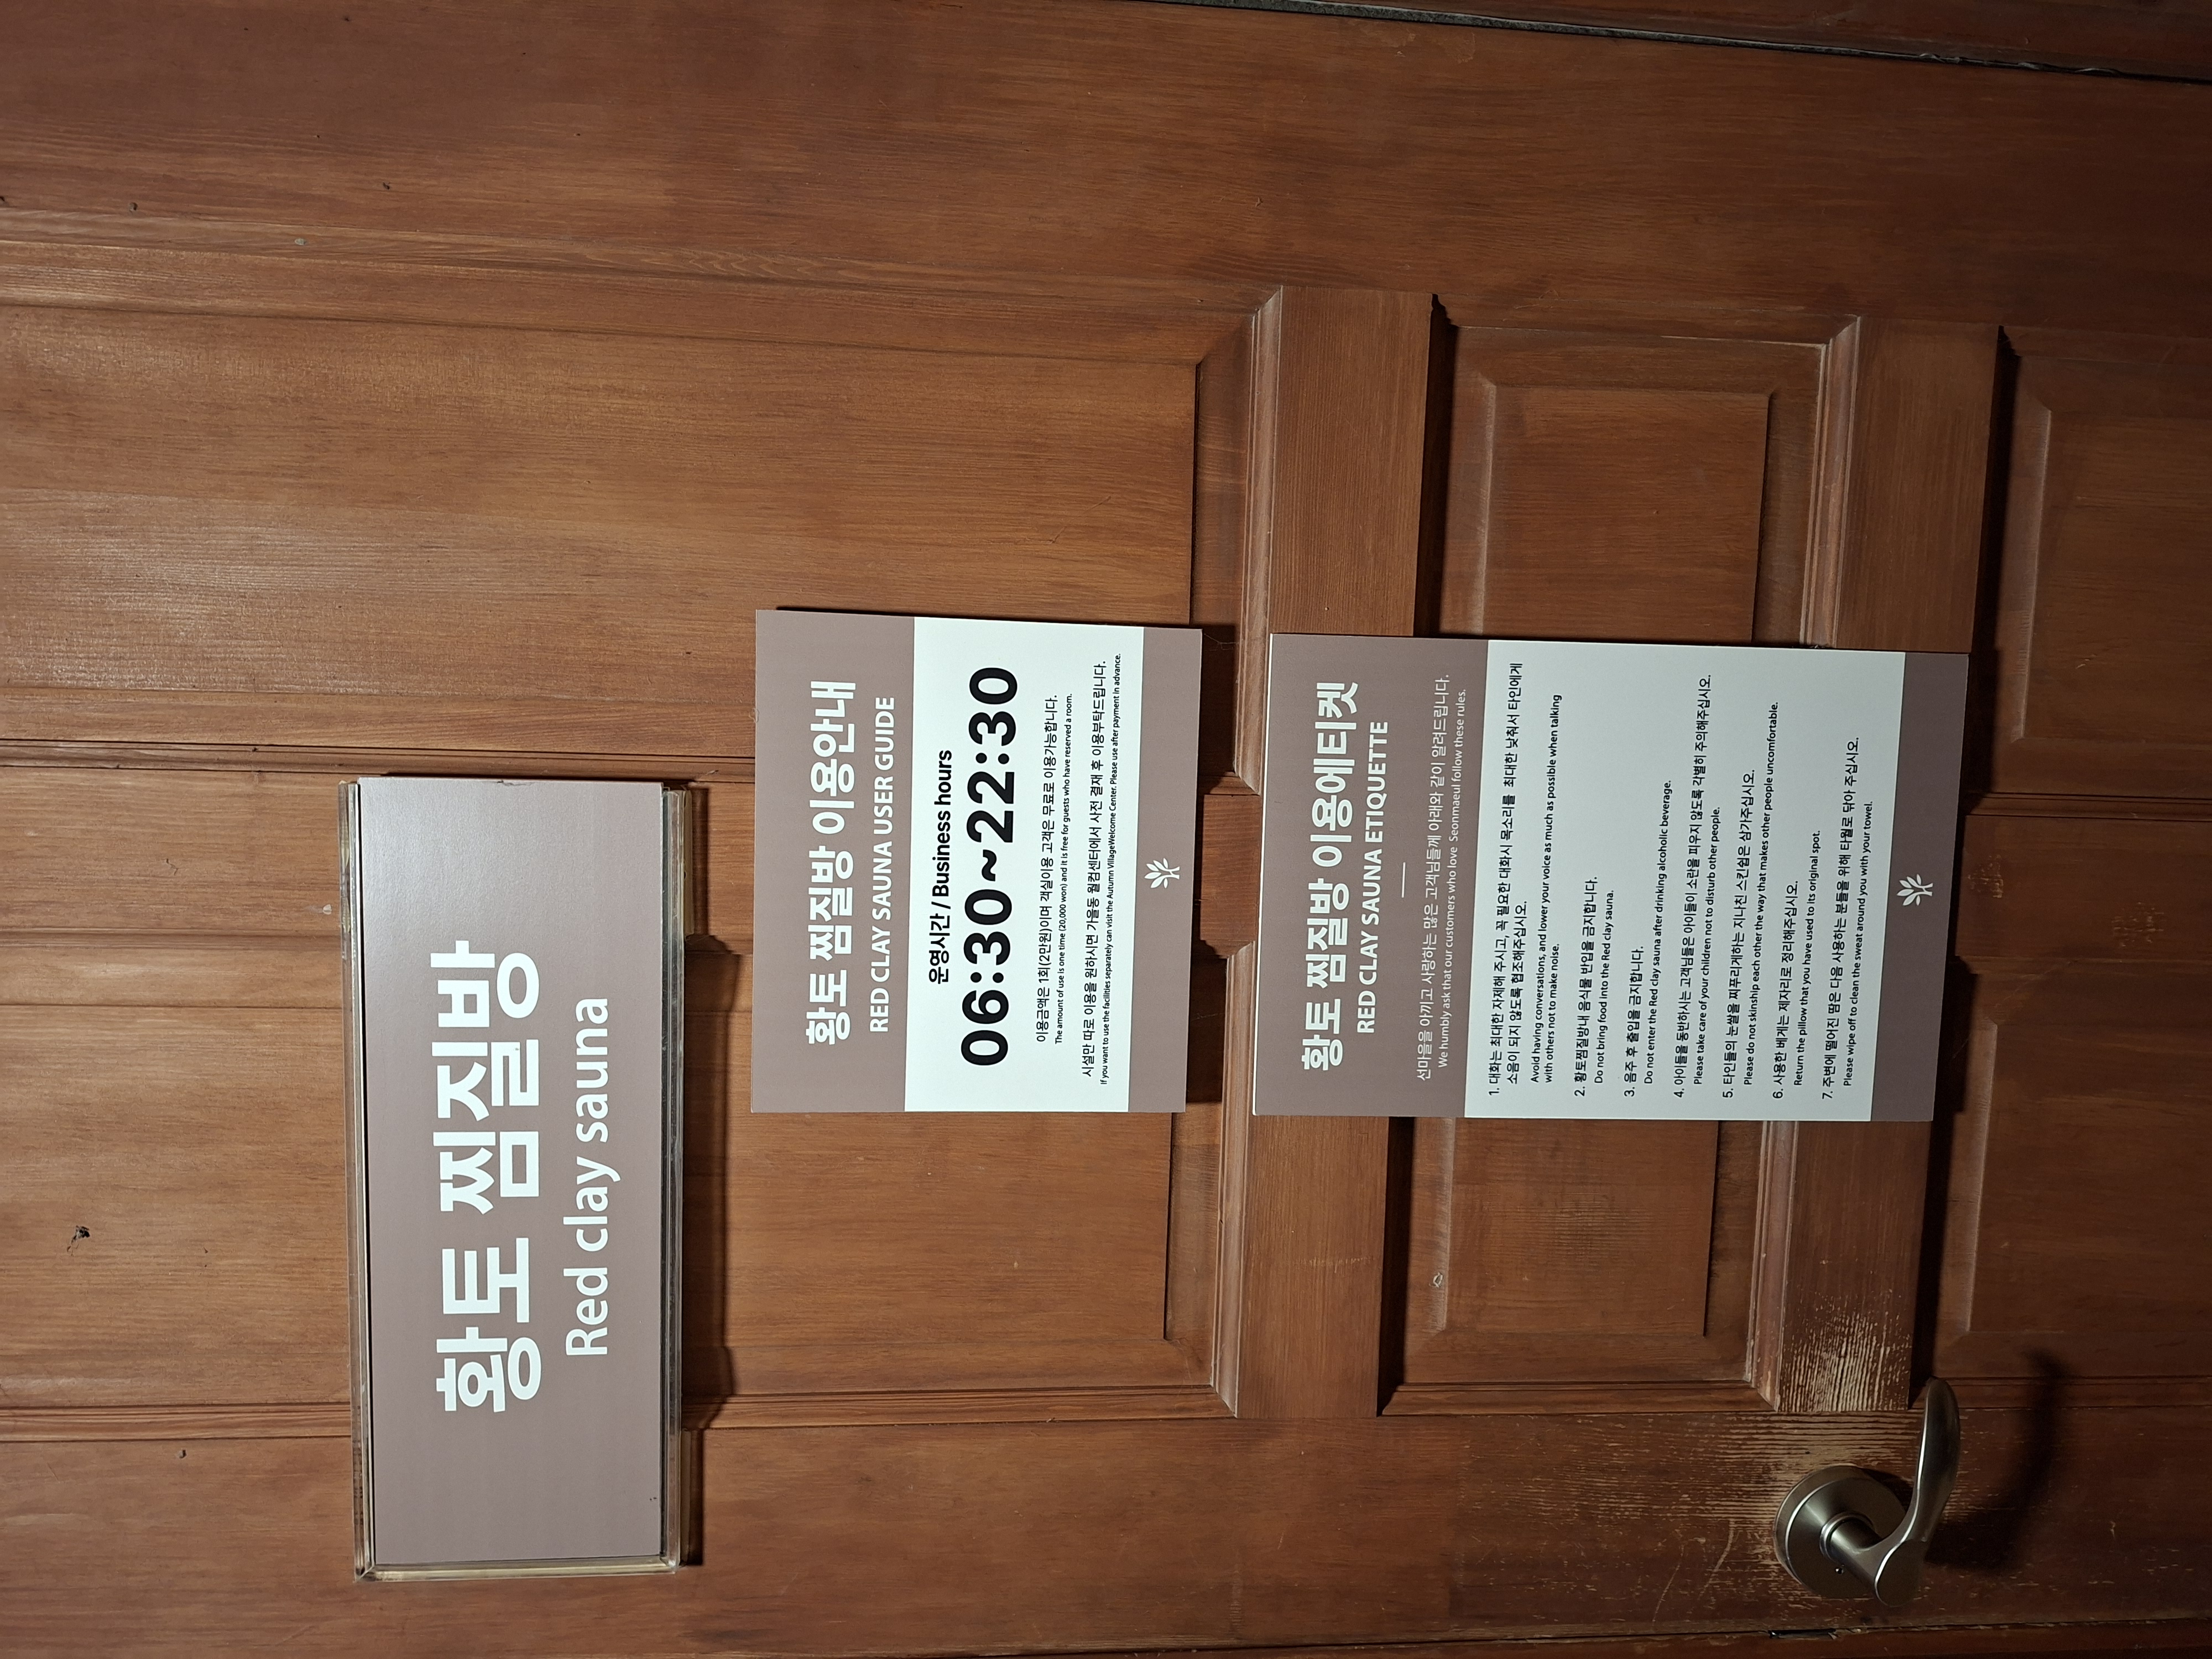 황토 찜질방
Red clay sauna
황토 찜질방 이용안내
RED CLAY SAUNA USER GUIDE
운영시간 / Business hours
06:30~22:30
이용금액은 1회(2만원)이며 객실이용 고객은 무료로 이용가능합니다.
The amount of use is one time (20,000 won) and it is free for guests who have reserved a room.
시설만 따로 이용을 원하시면 가을동 웰컴센터에서 사전 결재 후 이용부탁드립니다.
If you want to use the facilities separately can visit the Autumn VillageWelcome Center. Please use after payment in advance.
황토 찜질방 이용에티켓
RED CLAY SAUNA ETIQUETTE
선마을을 아끼고 사랑하는 많은 고객님들께 아래와 같이 알려드립니다.
We humbly ask that our customers who love Seonmaeul follow these rules.
1. 대화는 최대한 자제해 주시고, 꼭 필요한 대화시 목소리를 최대한 낮춰서 타인에게
소음이 되지 않도록 협조해주십시오.
Avoid having conversations, and lower your voice as much as possible when talking
with others not to make noise.
2. 황토찜질방내 음식물 반입을 금지합니다.
Do not bring food into the Red clay sauna.
3. 음주 후 출입을 금지합니다.
Do not enter the Red clay sauna after drinking alcoholic beverage.
4. 아이들을 동반하시는 고객님들은 아이들이 소란을 피우지 않도록 각별히 주의해주십시오.
Please take care of your children not to disturb other people.
5. 타인들의 눈쌀을 찌푸리게하는 지나친 스킨쉽은 삼가주십시오.
Please do not skinship each other the way that makes other people uncomfortable.
6. 사용한 베게는 제자리로 정리해주십시오.
Return the pillow that you have used to its original spot.
7. 주변에 떨어진 땀은 다음 사용하는 분들을 위해 타월로 닦아 주십시오.
Please wipe off to clean the sweat around you with your towel.